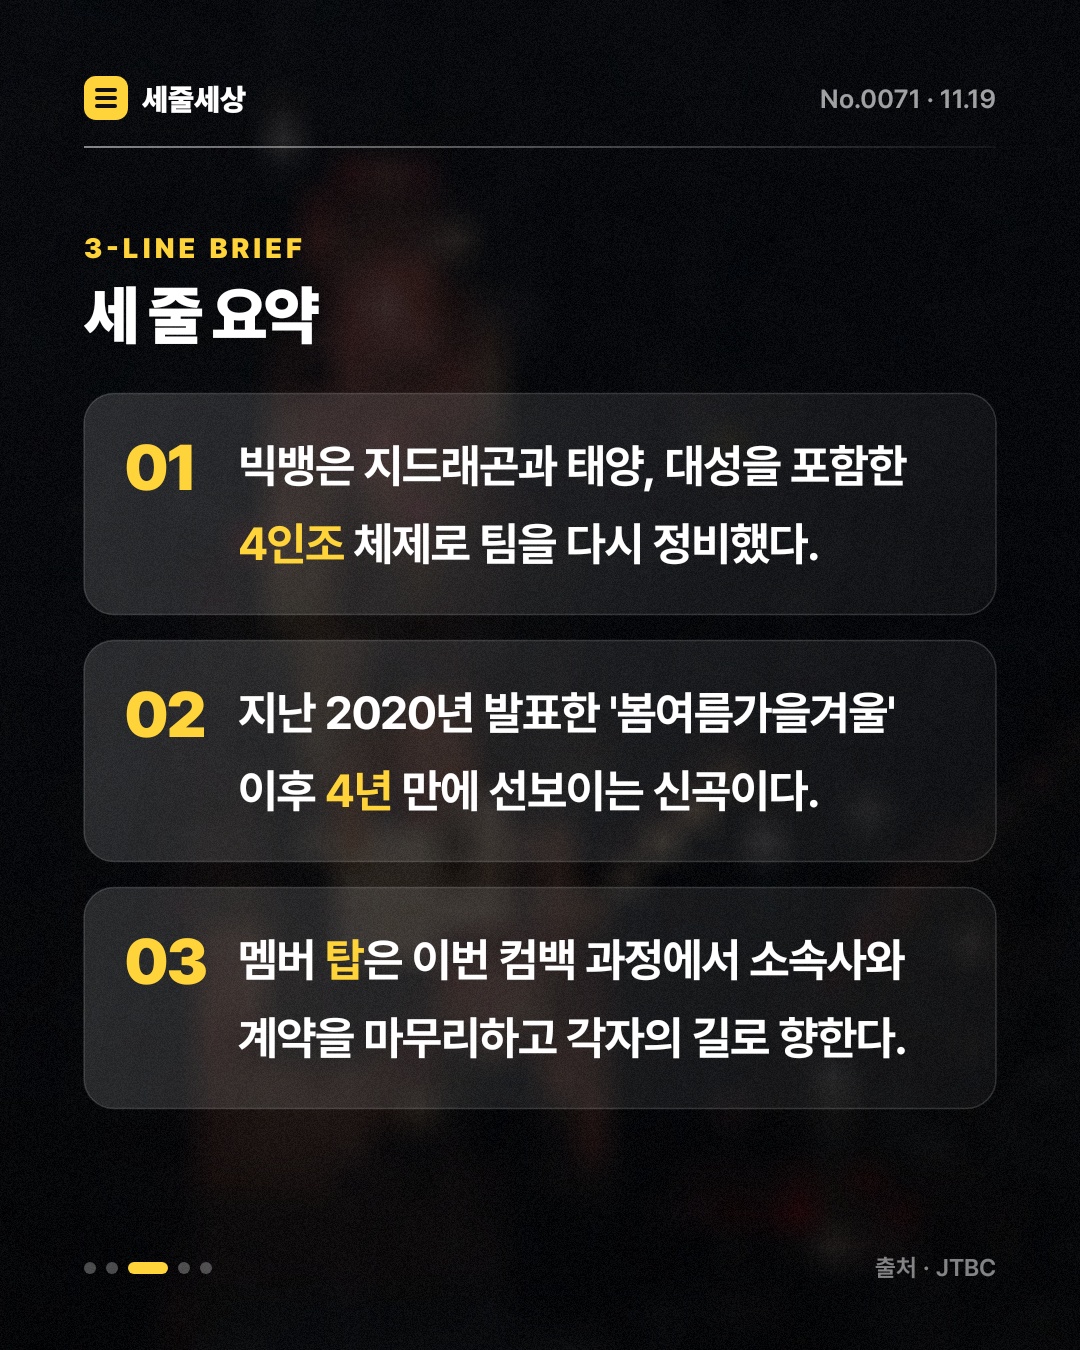 세줄세상
No.0071 · 11.19
3-LINE BRIEF
세 줄 요약
01 빅뱅은 지드래곤과 태양, 대성을 포함한
4인조 체제로 팀을 다시 정비했다.
02 지난 2020년 발표한 '봄여름가을겨울'
이후 4년 만에 선보이는 신곡이다.
03 멤버 탑은 이번 컴백 과정에서 소속사와
계약을 마무리하고 각자의 길로 향한다.
출처 · JTBC